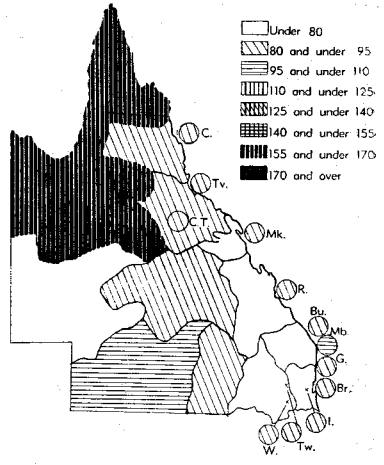 Under 80
80 and under 95
95 and under 110
110 and under 125
125 and under 140
140 and under 155
155 and under 170
170 and over
C.
Tv.
C.T.
Mk.
R.
Bu.
Mb.
G.
Br.
I.
W.
Tw.